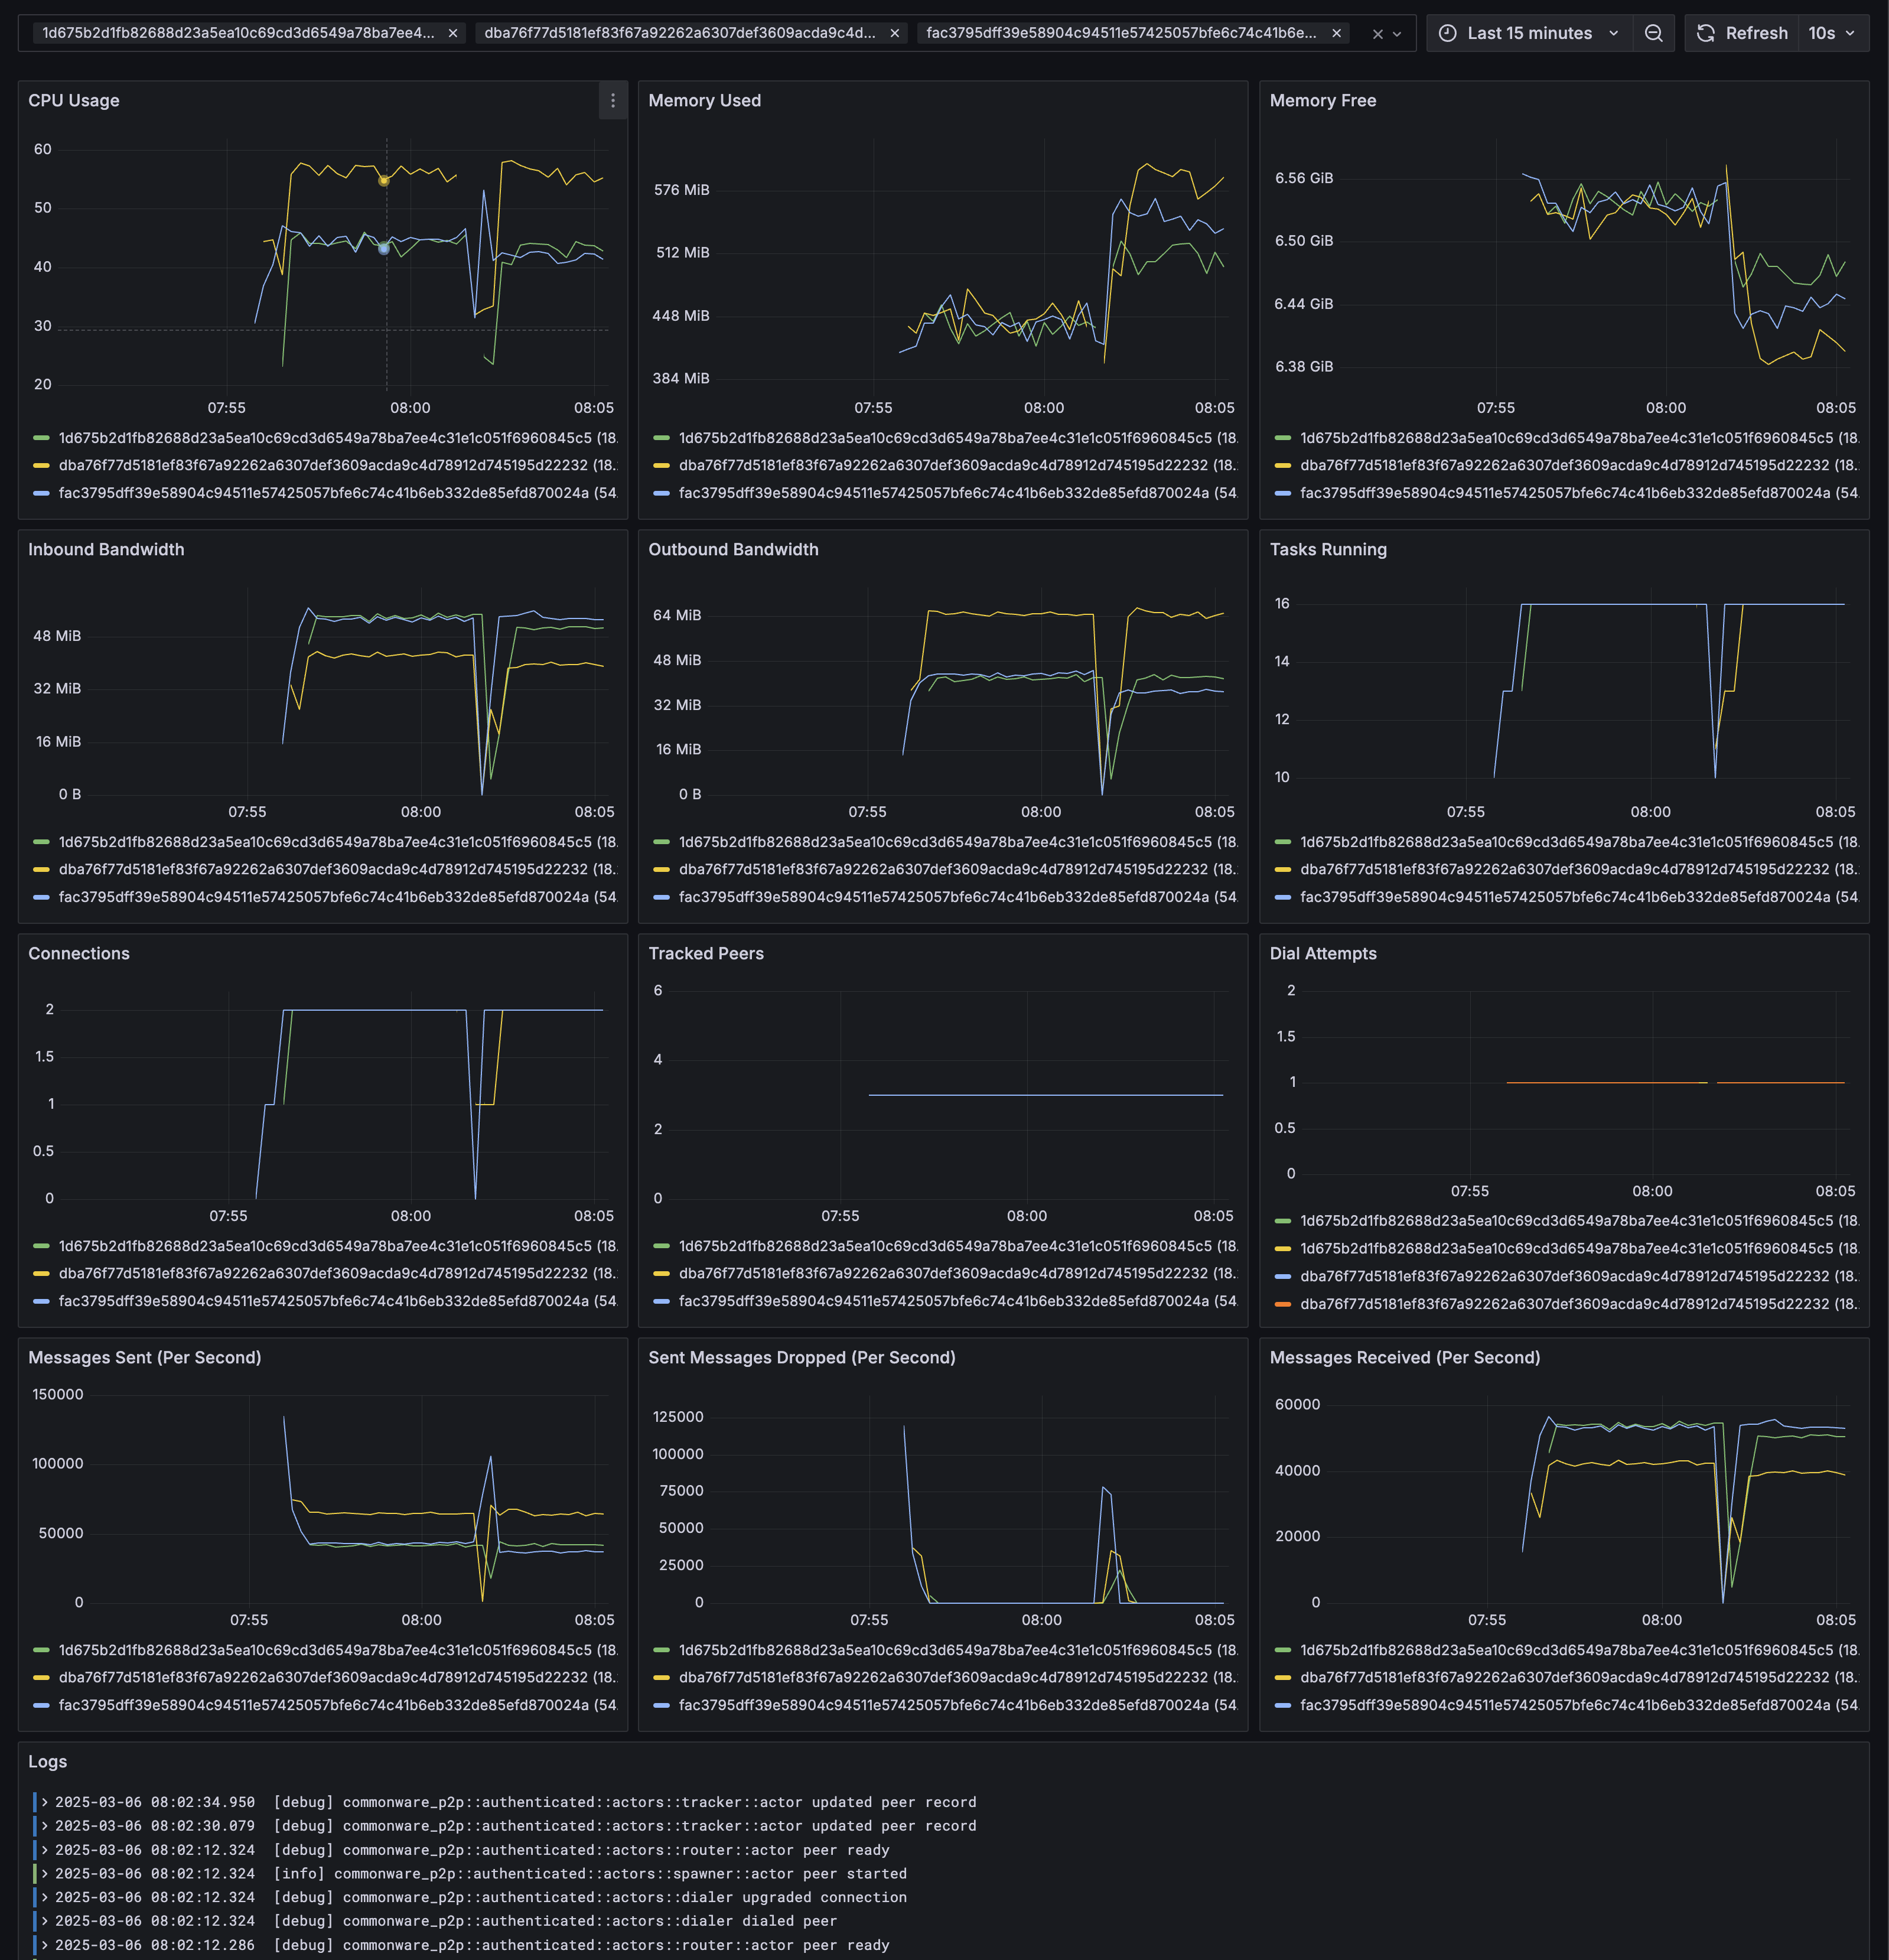 1d675b2d1fb82688d23a5ea10c69cd3d6549a78ba7ee4... × dba76f77d5181ef83f67a92262a6307def3609acda9c4d... × fac3795dff39e58904c94511e57425057bfe6c74c41b6e... × Last 15 minutes Refresh 10s
CPU Usage
60
50
40
30
20
07:55 08:00 08:05
1d675b2d1fb82688d23a5ea10c69cd3d6549a78ba7ee4c31e1c051f6960845c5 (18.
dba76f77d5181ef83f67a92262a6307def3609acda9c4d78912d745195d22232 (18.
fac3795dff39e58904c94511e57425057bfe6c74c41b6eb332de85efd870024a (54.
Memory Used
576 MiB
512 MiB
448 MiB
384 MiB
07:55 08:00 08:05
1d675b2d1fb82688d23a5ea10c69cd3d6549a78ba7ee4c31e1c051f6960845c5 (18.
dba76f77d5181ef83f67a92262a6307def3609acda9c4d78912d745195d22232 (18.
fac3795dff39e58904c94511e57425057bfe6c74c41b6eb332de85efd870024a (54.
Memory Free
6.56 GiB
6.50 GiB
6.44 GiB
6.38 GiB
07:55 08:00 08:05
1d675b2d1fb82688d23a5ea10c69cd3d6549a78ba7ee4c31e1c051f6960845c5 (18.
dba76f77d5181ef83f67a92262a6307def3609acda9c4d78912d745195d22232 (18.
fac3795dff39e58904c94511e57425057bfe6c74c41b6eb332de85efd870024a (54.
Inbound Bandwidth
48 MiB
32 MiB
16 MiB
0 B
07:55 08:00 08:05
1d675b2d1fb82688d23a5ea10c69cd3d6549a78ba7ee4c31e1c051f6960845c5 (18.
dba76f77d5181ef83f67a92262a6307def3609acda9c4d78912d745195d22232 (18.
fac3795dff39e58904c94511e57425057bfe6c74c41b6eb332de85efd870024a (54.
Outbound Bandwidth
64 MiB
48 MiB
32 MiB
16 MiB
0 B
07:55 08:00 08:05
1d675b2d1fb82688d23a5ea10c69cd3d6549a78ba7ee4c31e1c051f6960845c5 (18.
dba76f77d5181ef83f67a92262a6307def3609acda9c4d78912d745195d22232 (18.
fac3795dff39e58904c94511e57425057bfe6c74c41b6eb332de85efd870024a (54.
Tasks Running
16
14
12
10
07:55 08:00 08:05
1d675b2d1fb82688d23a5ea10c69cd3d6549a78ba7ee4c31e1c051f6960845c5 (18.
dba76f77d5181ef83f67a92262a6307def3609acda9c4d78912d745195d22232 (18.
fac3795dff39e58904c94511e57425057bfe6c74c41b6eb332de85efd870024a (54.
Connections
2
1.5
1
0.5
0
07:55 08:00 08:05
1d675b2d1fb82688d23a5ea10c69cd3d6549a78ba7ee4c31e1c051f6960845c5 (18.
dba76f77d5181ef83f67a92262a6307def3609acda9c4d78912d745195d22232 (18.
fac3795dff39e58904c94511e57425057bfe6c74c41b6eb332de85efd870024a (54.
Tracked Peers
6
4
2
0
07:55 08:00 08:05
1d675b2d1fb82688d23a5ea10c69cd3d6549a78ba7ee4c31e1c051f6960845c5 (18.
dba76f77d5181ef83f67a92262a6307def3609acda9c4d78912d745195d22232 (18.
fac3795dff39e58904c94511e57425057bfe6c74c41b6eb332de85efd870024a (54.
Dial Attempts
2
1.5
1
0.5
0
07:55 08:00 08:05
1d675b2d1fb82688d23a5ea10c69cd3d6549a78ba7ee4c31e1c051f6960845c5 (18.
1d675b2d1fb82688d23a5ea10c69cd3d6549a78ba7ee4c31e1c051f6960845c5 (18.
dba76f77d5181ef83f67a92262a6307def3609acda9c4d78912d745195d22232 (18.
dba76f77d5181ef83f67a92262a6307def3609acda9c4d78912d745195d22232 (18.
Messages Sent (Per Second)
150000
100000
50000
0
07:55 08:00 08:05
1d675b2d1fb82688d23a5ea10c69cd3d6549a78ba7ee4c31e1c051f6960845c5 (18.
dba76f77d5181ef83f67a92262a6307def3609acda9c4d78912d745195d22232 (18.
fac3795dff39e58904c94511e57425057bfe6c74c41b6eb332de85efd870024a (54.
Sent Messages Dropped (Per Second)
125000
100000
75000
50000
25000
0
07:55 08:00 08:05
1d675b2d1fb82688d23a5ea10c69cd3d6549a78ba7ee4c31e1c051f6960845c5 (18.
dba76f77d5181ef83f67a92262a6307def3609acda9c4d78912d745195d22232 (18.
fac3795dff39e58904c94511e57425057bfe6c74c41b6eb332de85efd870024a (54.
Messages Received (Per Second)
60000
40000
20000
0
07:55 08:00 08:05
1d675b2d1fb82688d23a5ea10c69cd3d6549a78ba7ee4c31e1c051f6960845c5 (18.
dba76f77d5181ef83f67a92262a6307def3609acda9c4d78912d745195d22232 (18.
fac3795dff39e58904c94511e57425057bfe6c74c41b6eb332de85efd870024a (54.
Logs
> 2025-03-06 08:02:34.950 [debug] commonware_p2p::authenticated::actors::tracker::actor updated peer record
> 2025-03-06 08:02:30.079 [debug] commonware_p2p::authenticated::actors::tracker::actor updated peer record
> 2025-03-06 08:02:12.324 [debug] commonware_p2p::authenticated::actors::router::actor peer ready
> 2025-03-06 08:02:12.324 [info] commonware_p2p::authenticated::actors::spawner::actor peer started
> 2025-03-06 08:02:12.324 [debug] commonware_p2p::authenticated::actors::dialer upgraded connection
> 2025-03-06 08:02:12.324 [debug] commonware_p2p::authenticated::actors::dialer dialed peer
> 2025-03-06 08:02:12.286 [debug] commonware_p2p::authenticated::actors::router::actor peer ready